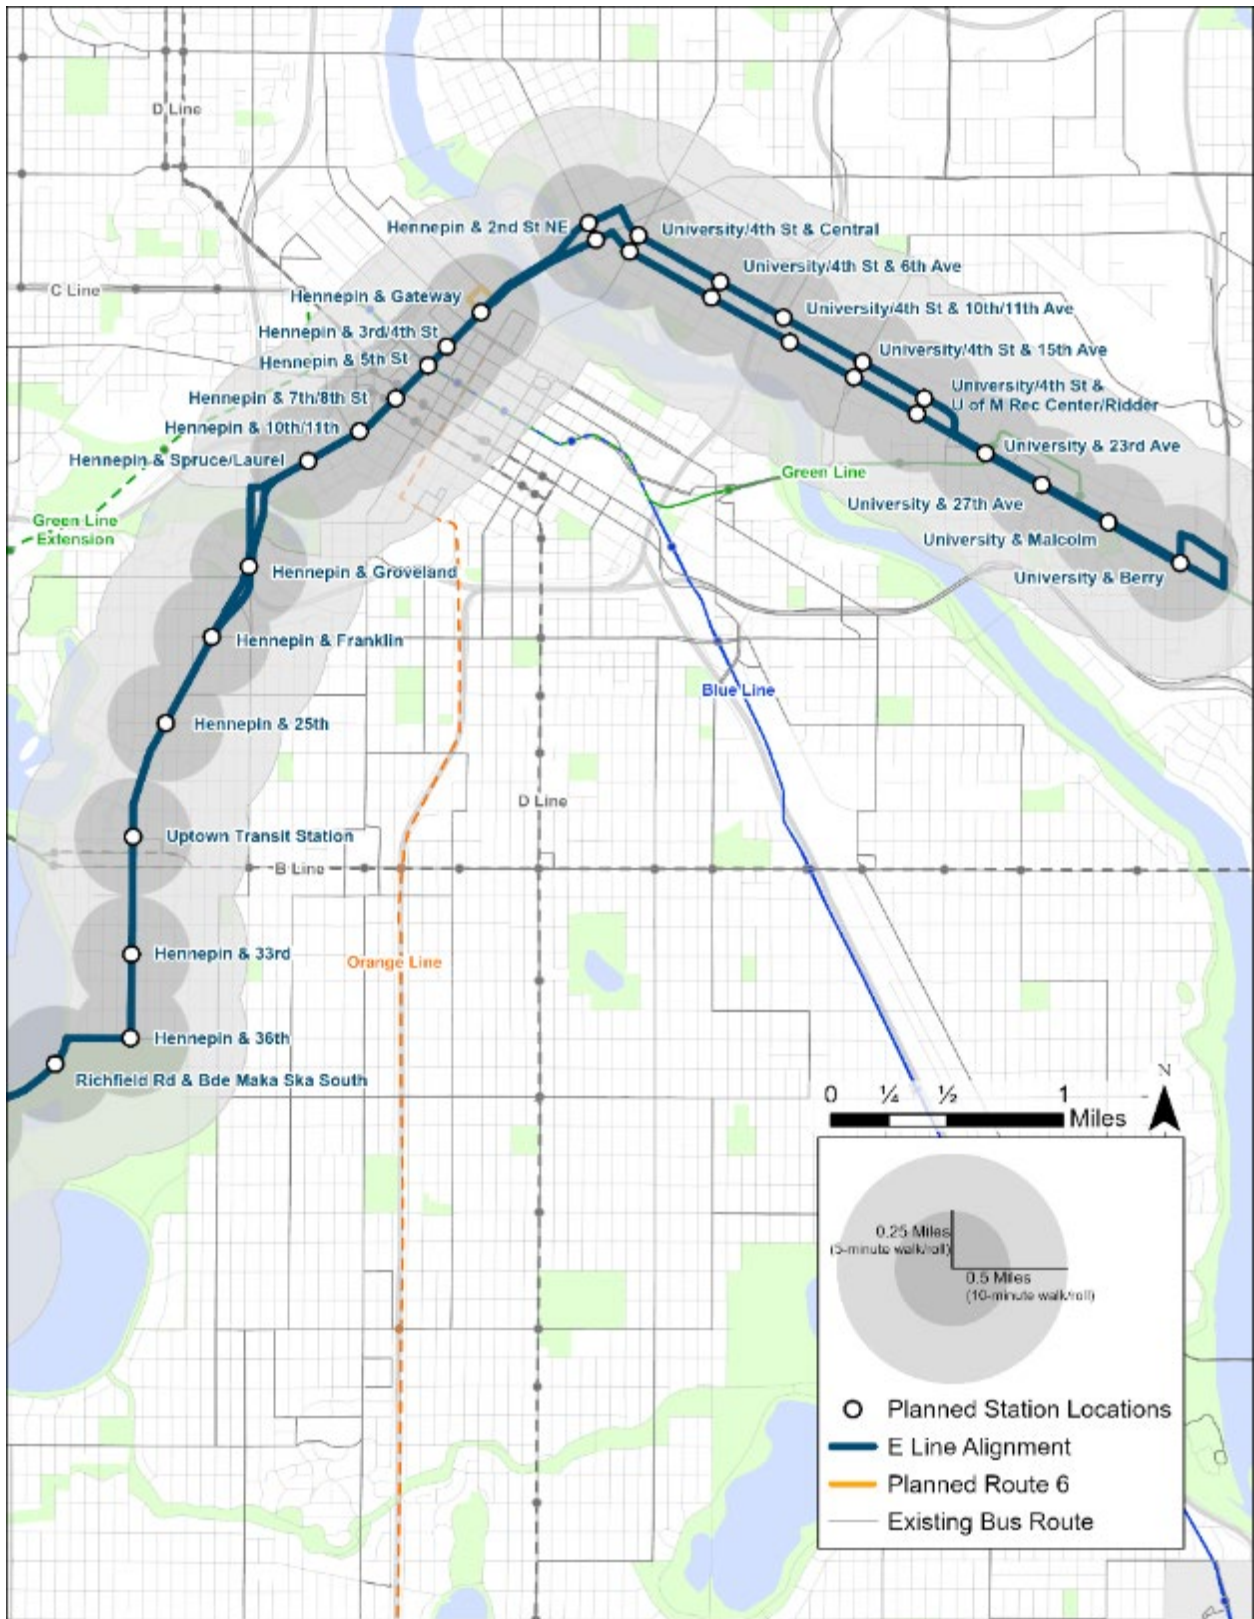 D Line
Hennepin & 2nd St NE
University/4th St & Central
University/4th St & 6th Ave
C Line
Hennepin & Gateway
University/4th St & 10th/11th Ave
Hennepin & 3rd/4th St
University/4th St & 15th Ave
Hennepin & 5th St
Hennepin & 7th/8th St
University/4th St &
U of M Rec Center/Ridder
Hennepin & 10th/11th
University & 23rd Ave
Hennepin & Spruce/Laurel
Green Line
University & 27th Ave
Green Line
Extension
University & Malcolm
Hennepin & Groveland
University & Berry
Hennepin & Franklin
Blue Line
Hennepin & 25th
D Line
Uptown Transit Station
B Line
Hennepin & 33rd
Orange Line
Hennepin & 36th
Richfield Rd & Bde Maka Ska South
N
0 ¼ ½ 1
Miles
0.25 Miles
(5-minute walk/roll)
0.5 Miles
(10-minute walk/roll)
Planned Station Locations
E Line Alignment
Planned Route 6
Existing Bus Route